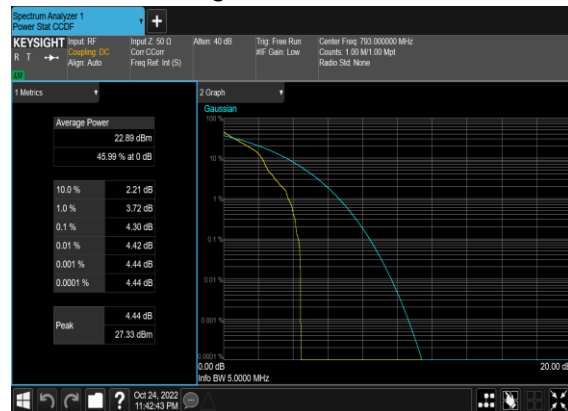 Spectrum Analyzer 1
Power Stat CCDF
KEYSIGHT
R T
LXI
Input: RF
Coupling: DC
Align: Auto
Input Z: 50 Ω
Corr CCorr
Freq Ref: Int (S)
Atten: 40 dB
Trig: Free Run
#IF Gain: Low
Center Freq: 793.000000 MHz
Counts: 1.00 M/1.00 Mpt
Radio Std: None
1 Metrics
Average Power
22.89 dBm
45.99 % at 0 dB
10.0 % 2.21 dB
1.0 % 3.72 dB
0.1 % 4.30 dB
0.01 % 4.42 dB
0.001 % 4.44 dB
0.0001 % 4.44 dB
Peak
4.44 dB
27.33 dBm
2 Graph
Gaussian
100 %
10 %
1 %
0.1 %
0.01 %
0.001 %
0.0001 %
0.00 dB
20.00 dB
Info BW 5.0000 MHz
?
Oct 24, 2022
11:42:43 PM